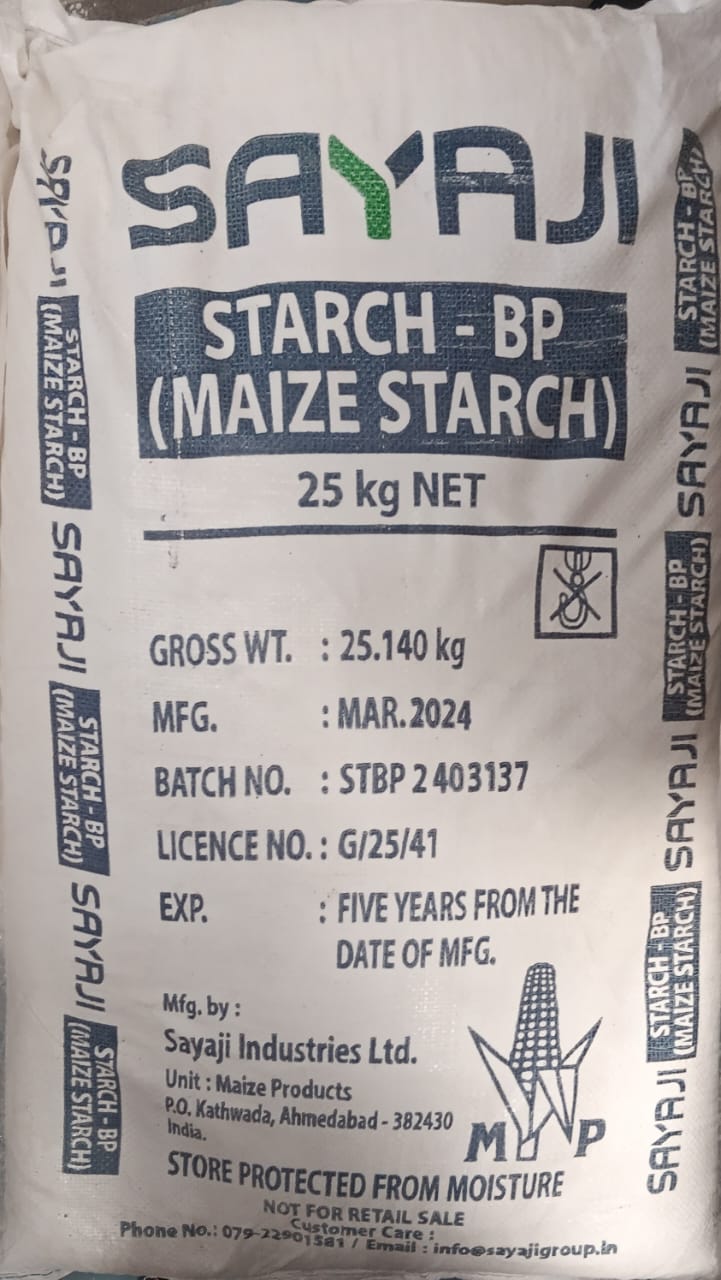 SAYAJI
STARCH - BP
(MAIZE STARCH)
25 kg NET
GROSS WT. : 25.140 kg
MFG. : MAR.2024
BATCH NO. : STBP 2403137
LICENCE NO. : G/25/41
EXP. : FIVE YEARS FROM THE
DATE OF MFG.
Mfg. by :
Sayaji Industries Ltd.
Unit : Maize Products
P.O. Kathwada, Ahmedabad - 382430
India.
M P
STORE PROTECTED FROM MOISTURE
NOT FOR RETAIL SALE
Customer Care :
Phone No.: 079-22901581 / Email : info@sayajigroup.in
SAYAJI
STARCH - BP
(MAIZE STARCH)
SAYAJI
STARCH - BP
(MAIZE STARCH)
SAYAJI
STARCH - BP
(MAIZE STARCH)
STARCH - BP
(MAIZE STARCH)
SAYAJI
STARCH - BP
(MAIZE STARCH)
SAYAJI
STARCH - BP
(MAIZE STARCH)
SAYAJI